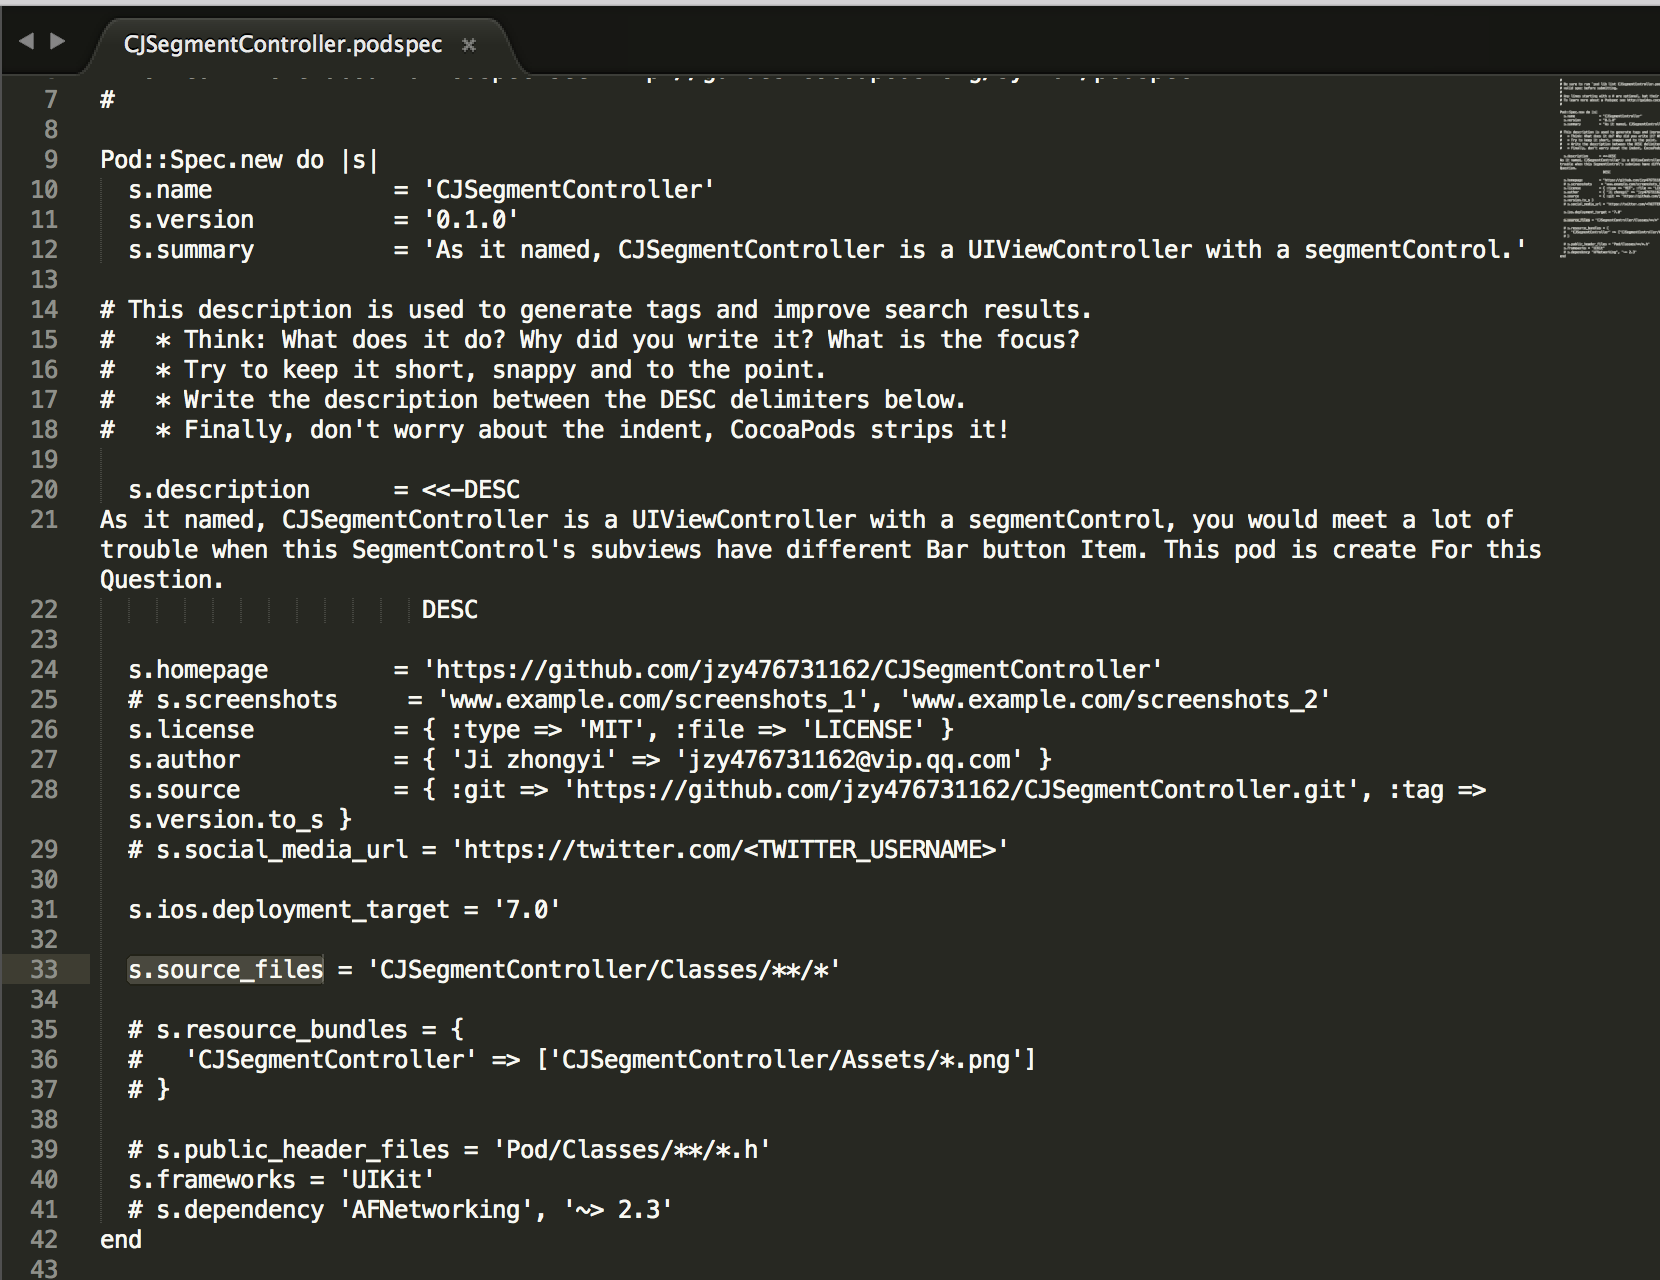 CJSegmentController.podspec
7 #
8
9 Pod::Spec.new do |s|
10 s.name = 'CJSegmentController'
11 s.version = '0.1.0'
12 s.summary = 'As it named, CJSegmentController is a UIViewController with a segmentControl.'
13
14 # This description is used to generate tags and improve search results.
15 # * Think: What does it do? Why did you write it? What is the focus?
16 # * Try to keep it short, snappy and to the point.
17 # * Write the description between the DESC delimiters below.
18 # * Finally, don't worry about the indent, CocoaPods strips it!
19
20 s.description = <<-DESC
21 As it named, CJSegmentController is a UIViewController with a segmentControl, you would meet a lot of
trouble when this SegmentControl's subviews have different Bar button Item. This pod is create For this
Question.
22 DESC
23
24 s.homepage = 'https://github.com/jzy476731162/CJSegmentController'
25 # s.screenshots = 'www.example.com/screenshots_1', 'www.example.com/screenshots_2'
26 s.license = { :type => 'MIT', :file => 'LICENSE' }
27 s.author = { 'Ji zhongyi' => 'jzy476731162@vip.qq.com' }
28 s.source = { :git => 'https://github.com/jzy476731162/CJSegmentController.git', :tag =>
s.version.to_s }
29 # s.social_media_url = 'https://twitter.com/<TWITTER_USERNAME>'
30
31 s.ios.deployment_target = '7.0'
32
33 s.source_files = 'CJSegmentController/Classes/**/*'
34
35 # s.resource_bundles = {
36 # 'CJSegmentController' => ['CJSegmentController/Assets/*.png']
37 # }
38
39 # s.public_header_files = 'Pod/Classes/**/*.h'
40 s.frameworks = 'UIKit'
41 # s.dependency 'AFNetworking', '~> 2.3'
42 end
43